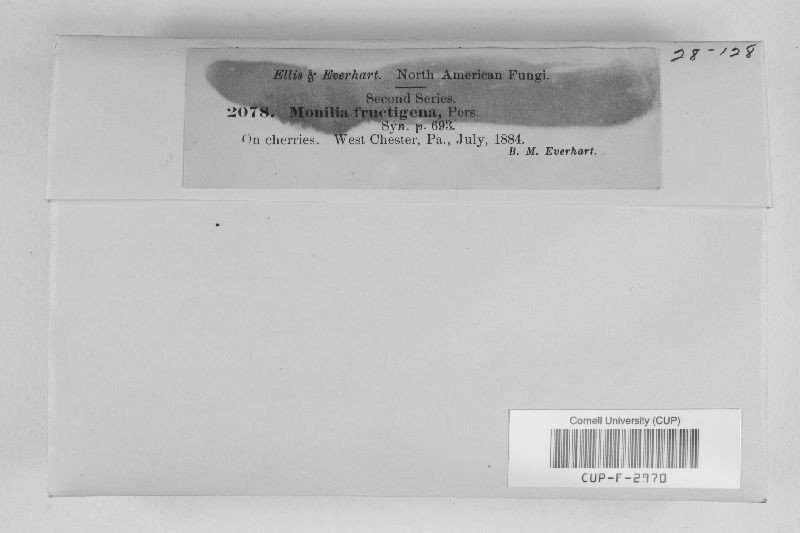 28-128
Ellis & Everhart. North American Fungi.
Second Series.
2078. Monilia fructigena, Pers.
Syn. p. 693.
On cherries. West Chester, Pa., July, 1884.
B. M. Everhart.
Cornell University (CUP)
CUP-F-2970